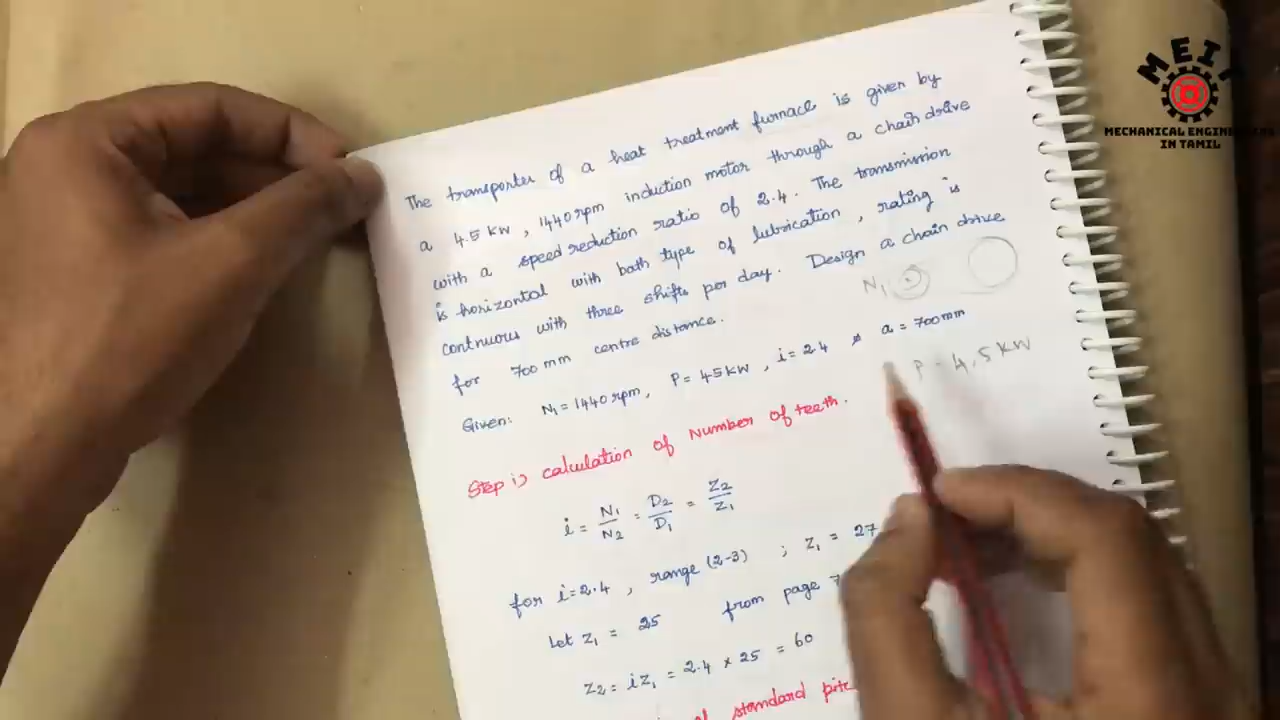 The transporter of a heat treatment furnace is given by
a 4.5 kW, 1440 rpm induction motor through a chain drive
with a speed reduction ratio of 2.4. The transmission
is horizontal with bath type of lubrication, rating is
continuous with three shifts per day. Design a chain drive
for 700 mm centre distance.
N1
Given: N1 = 1440 rpm, P = 45 kW, i = 2.4 a = 700 mm
P = 4.5 kW
Step i) calculation of Number of teeth.
i = N1/N2 = D2/D1 = Z2/Z1
for i = 2.4, range (2-3) ; Z1 = 27
Let Z1 = 25 from page 7
Z2 = iZ1 = 2.4 × 25 = 60
standard
MEIT
MECHANICAL ENGINEERS
IN TAMIL